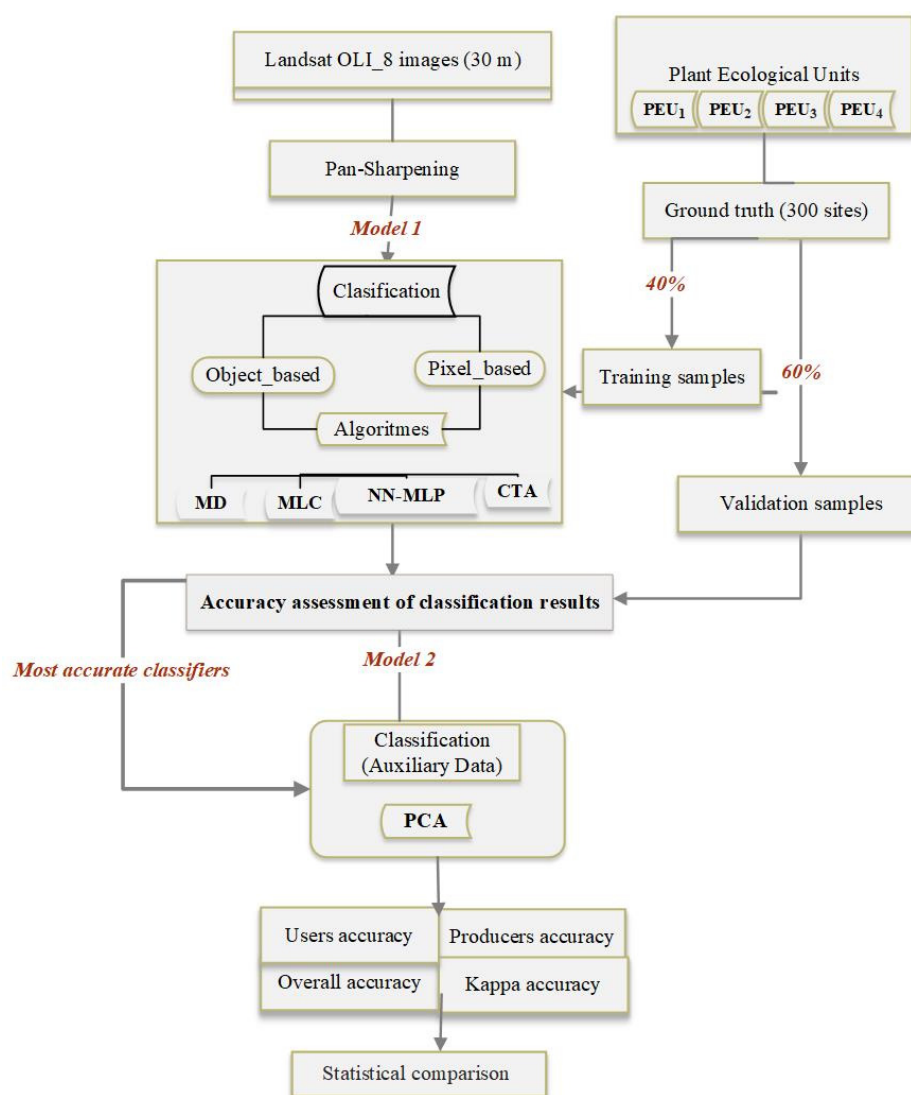 Landsat OLI_8 images (30 m)
Plant Ecological Units
PEU1 PEU2 PEU3 PEU4
Pan-Sharpening
Ground truth (300 sites)
Model 1
40%
60%
Clasification
Object_based
Pixel_based
Algoritmes
Training samples
MD
MLC
NN-MLP
CTA
Validation samples
Accuracy assessment of classification results
Most accurate classifiers
Model 2
Classification
(Auxiliary Data)
PCA
Users accuracy
Producers accuracy
Overall accuracy
Kappa accuracy
Statistical comparison